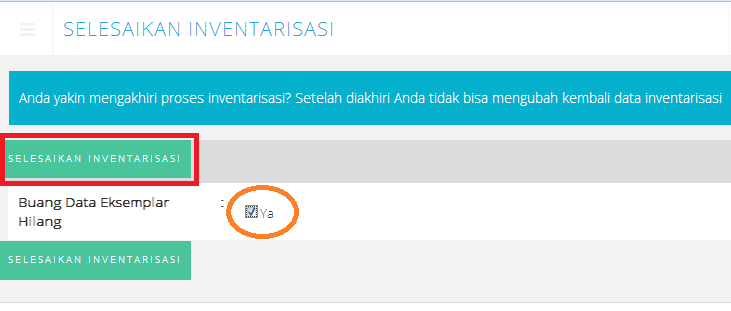 SELESAIKAN INVENTARISASI
Anda yakin mengakhiri proses inventarisasi? Setelah diakhiri Anda tidak bisa mengubah kembali data inventarisasi
SELESAIKAN INVENTARISASI
Buang Data Eksemplar : Ya
Hilang
SELESAIKAN INVENTARISASI